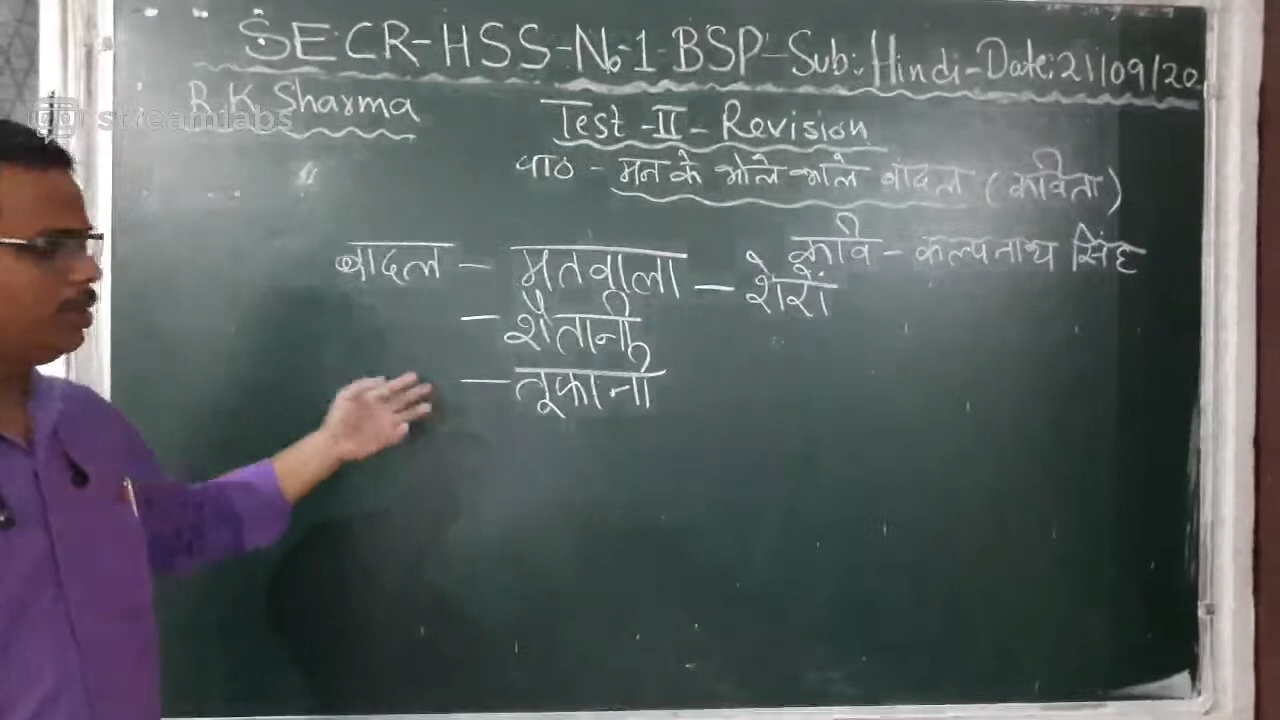 SECR-HSS-No-1-BSP-Sub:Hindi-Date:21/09/20
R.K Sharma
streamlabs
Test-II-Revision
पाठ - मन के भोले-भाले बादल (कविता)
कवि - कल्पनाथ सिंह
बादल - मतवाला - शेरों
- शैतानी
- तूफानी